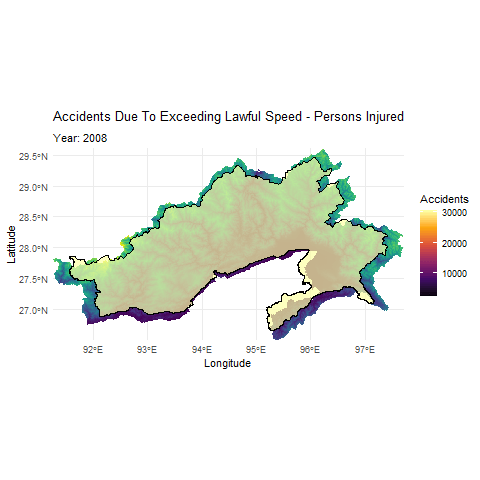 Accidents Due To Exceeding Lawful Speed - Persons Injured
Year: 2008
29.5°N
29.0°N
28.5°N
28.0°N
27.5°N
27.0°N
Latitude
92°E 93°E 94°E 95°E 96°E 97°E
Longitude
Accidents
30000
20000
10000